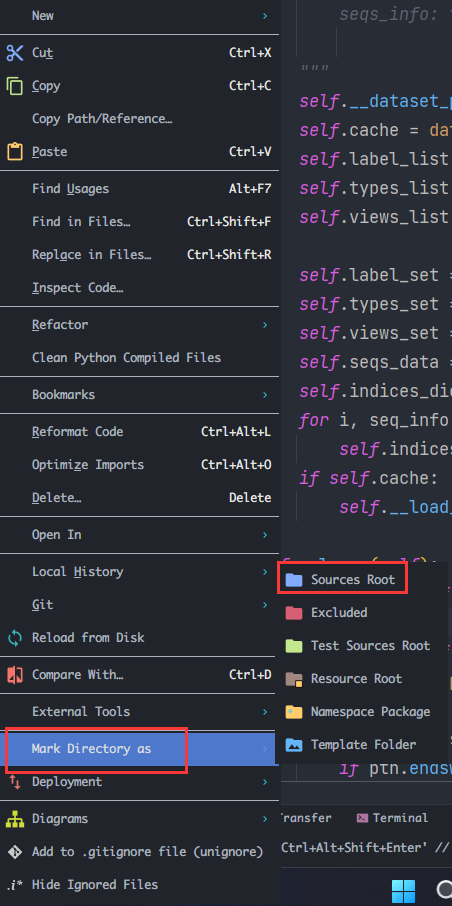 New
Cut Ctrl+X
Copy Ctrl+C
Copy Path/Reference...
Paste Ctrl+V
Find Usages Alt+F7
Find in Files... Ctrl+Shift+F
Replace in Files... Ctrl+Shift+R
Inspect Code...
Refactor
Clean Python Compiled Files
Bookmarks
Reformat Code Ctrl+Alt+L
Optimize Imports Ctrl+Alt+O
Delete... Delete
Open In
Local History
Git
Reload from Disk
Compare With... Ctrl+D
External Tools
Mark Directory as
Deployment
Diagrams
Add to .gitignore file (unignore)
.i* Hide Ignored Files
seqs_info:
"""
self.__dataset_
self.cache = dat
self.label_list
self.types_list
self.views_list
self.label_set =
self.types_set =
self.views_set =
self.seqs_data =
self.indices_dic
for i, seq_info
self.indices
if self.cache:
self.__load_
Sources Root
Excluded
Test Sources Root
Resource Root
Namespace Package
Template Folder
if pth.endsw
ransfer Terminal
Ctrl+Alt+Shift+Enter' //